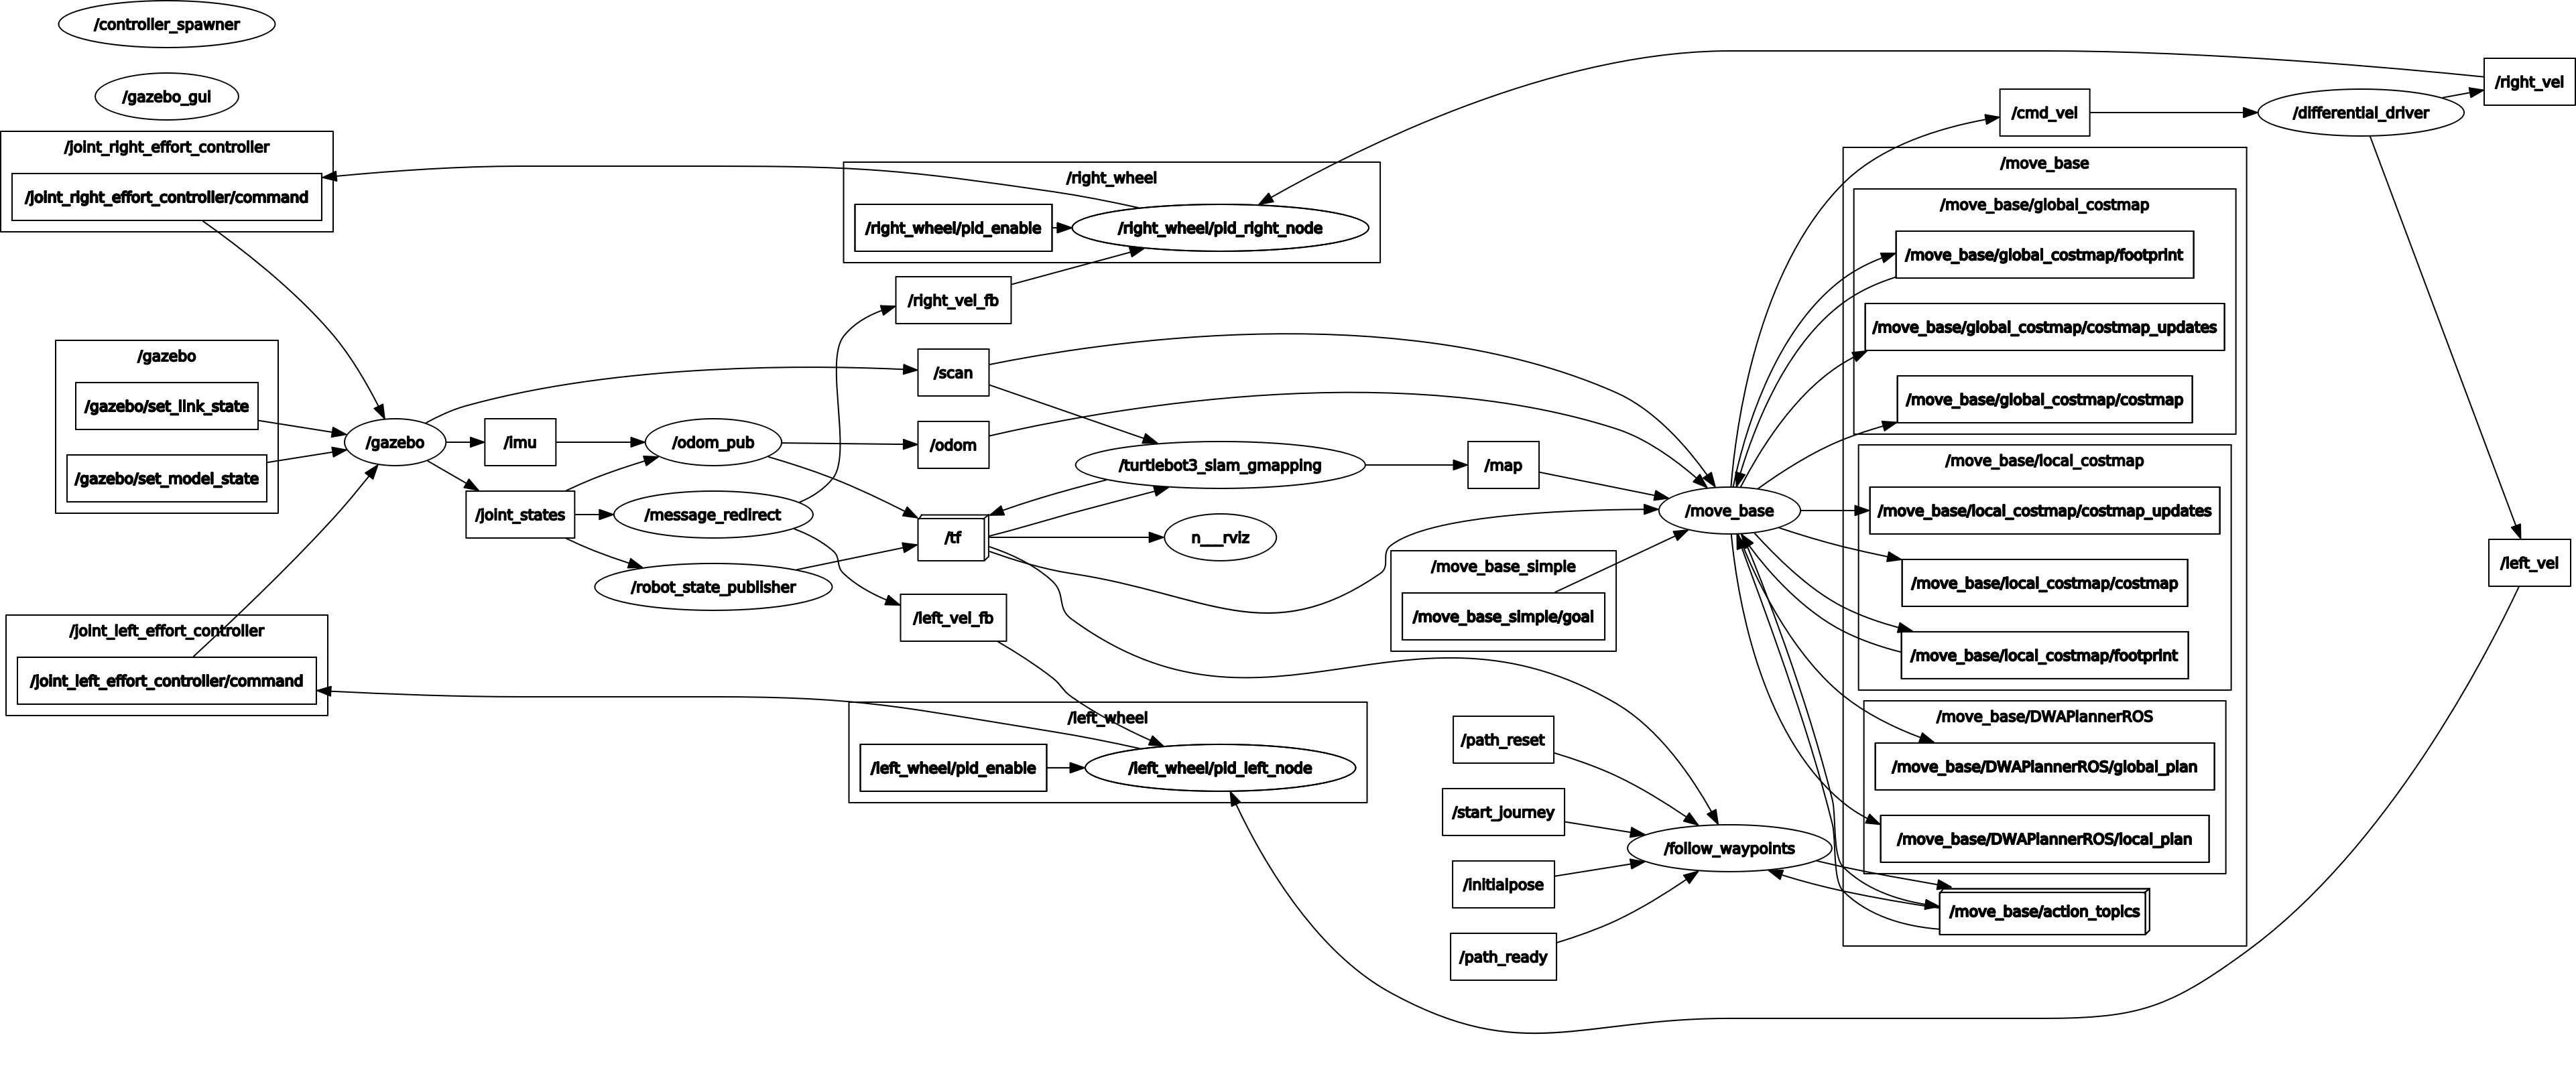 /controller_spawner
/gazebo_gui
/joint_right_effort_controller
/joint_right_effort_controller/command
/gazebo
/gazebo/set_link_state
/gazebo/set_model_state
/joint_left_effort_controller
/joint_left_effort_controller/command
/gazebo
/imu
/joint_states
/odom_pub
/message_redirect
/robot_state_publisher
/right_wheel
/right_wheel/pid_enable
/right_wheel/pid_right_node
/right_vel_fb
/scan
/odom
/tf
/left_vel_fb
/turtlebot3_slam_gmapping
n___rviz
/left_wheel
/left_wheel/pid_enable
/left_wheel/pid_left_node
/map
/move_base_simple
/move_base_simple/goal
/path_reset
/start_journey
/initialpose
/path_ready
/move_base
/follow_waypoints
/cmd_vel
/move_base
/move_base/global_costmap
/move_base/global_costmap/footprint
/move_base/global_costmap/costmap_updates
/move_base/global_costmap/costmap
/move_base/local_costmap
/move_base/local_costmap/costmap_updates
/move_base/local_costmap/costmap
/move_base/local_costmap/footprint
/move_base/DWAPlannerROS
/move_base/DWAPlannerROS/global_plan
/move_base/DWAPlannerROS/local_plan
/move_base/action_topics
/differential_driver
/right_vel
/left_vel